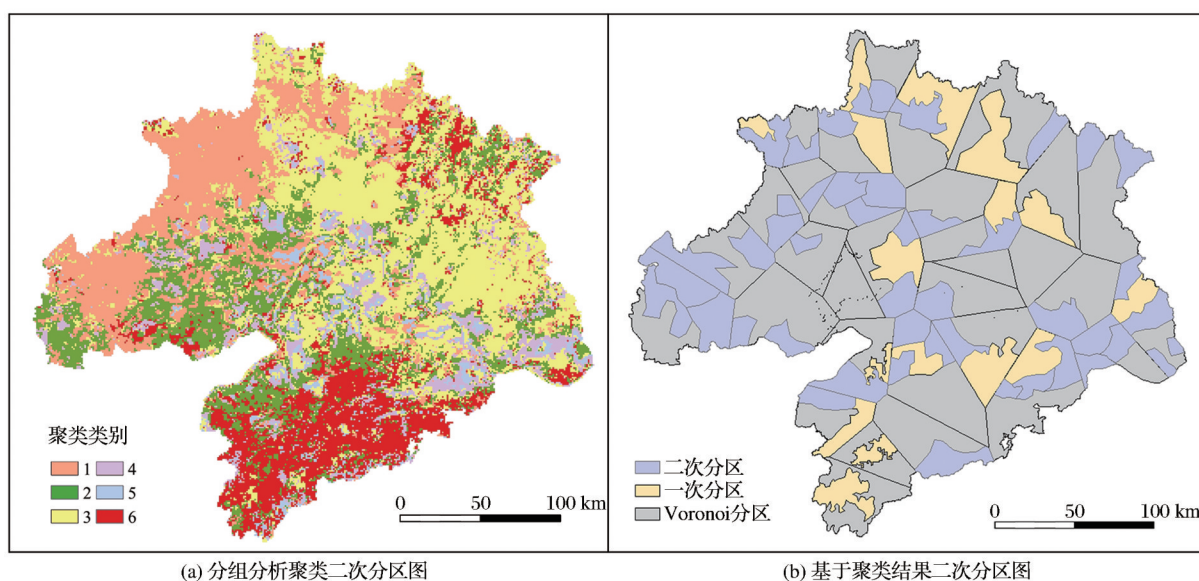 聚类类别
1 4
2 5
3 6
0 50 100 km
(a) 分组分析聚类二次分区图
二次分区
一次分区
Voronoi分区
0 50 100 km
(b) 基于聚类结果二次分区图